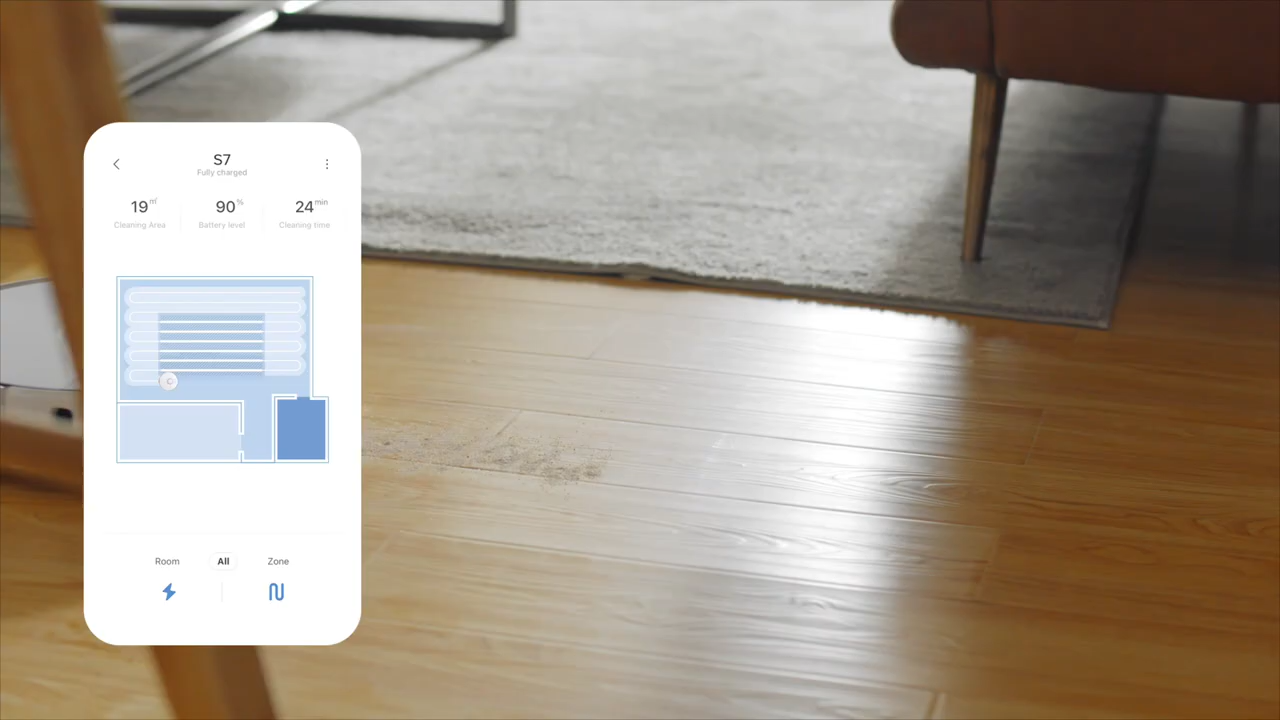 S7
Fully charged
19 ㎡ 90 % 24 min
Cleaning Area Battery level Cleaning time
Room All Zone